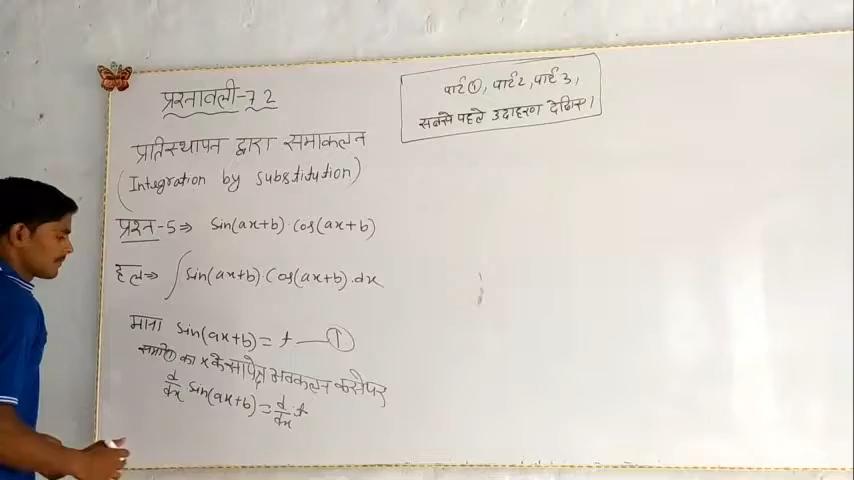 प्रश्नावली-7.2
प्रतिस्थापन द्वारा समाकलन
(Integration by Substitution)
प्रश्न-5⇒ Sin(ax+b)·Cos(ax+b)
हल⇒ ∫Sin(ax+b)·Cos(ax+b)·dx
माना Sin(ax+b) = t —①
समी① का x के सापेक्ष अवकलन करने पर
d/dx Sin(ax+b) = d/dx t
पार्ट①, पार्ट2, पार्ट3,
सबसे पहले उदाहरण देखिए।